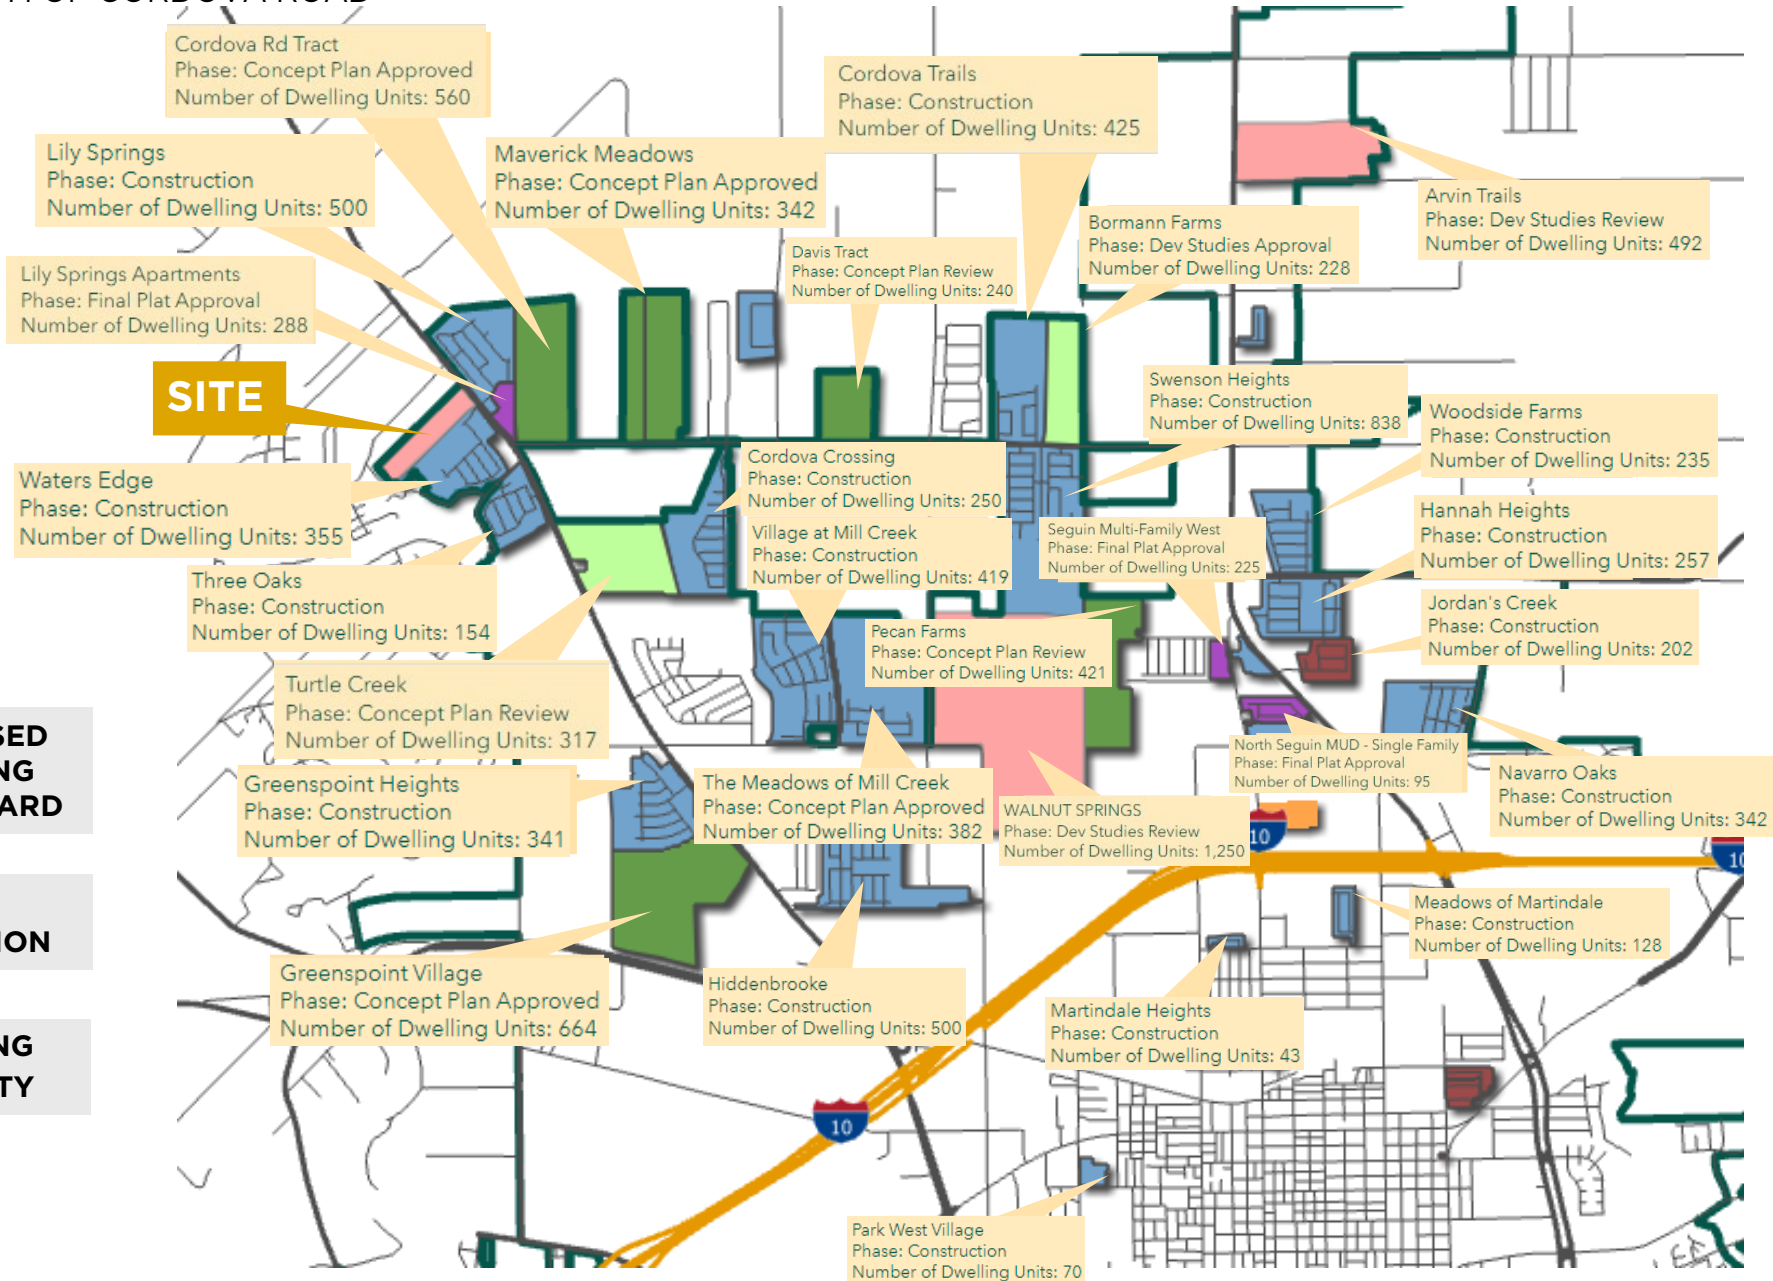 Cordova Rd Tract
Phase: Concept Plan Approved
Number of Dwelling Units: 560
Cordova Trails
Phase: Construction
Number of Dwelling Units: 425
Lily Springs
Phase: Construction
Number of Dwelling Units: 500
Maverick Meadows
Phase: Concept Plan Approved
Number of Dwelling Units: 342
Arvin Trails
Phase: Dev Studies Review
Number of Dwelling Units: 492
Bormann Farms
Phase: Dev Studies Approval
Number of Dwelling Units: 228
Davis Tract
Phase: Concept Plan Review
Number of Dwelling Units: 240
Lily Springs Apartments
Phase: Final Plat Approval
Number of Dwelling Units: 288
SITE
Swenson Heights
Phase: Construction
Number of Dwelling Units: 838
Woodside Farms
Phase: Construction
Number of Dwelling Units: 235
Waters Edge
Phase: Construction
Number of Dwelling Units: 355
Cordova Crossing
Phase: Construction
Number of Dwelling Units: 250
Hannah Heights
Phase: Construction
Number of Dwelling Units: 257
Village at Mill Creek
Phase: Construction
Number of Dwelling Units: 419
Seguin Multi-Family West
Phase: Final Plat Approval
Number of Dwelling Units: 225
Three Oaks
Phase: Construction
Number of Dwelling Units: 154
Jordan's Creek
Phase: Construction
Number of Dwelling Units: 202
Pecan Farms
Phase: Concept Plan Review
Number of Dwelling Units: 421
Turtle Creek
Phase: Concept Plan Review
Number of Dwelling Units: 317
North Seguin MUD - Single Family
Phase: Final Plat Approval
Number of Dwelling Units: 95
Navarro Oaks
Phase: Construction
Number of Dwelling Units: 342
Greenspoint Heights
Phase: Construction
Number of Dwelling Units: 341
The Meadows of Mill Creek
Phase: Concept Plan Approved
Number of Dwelling Units: 382
WALNUT SPRINGS
Phase: Dev Studies Review
Number of Dwelling Units: 1,250
10
10
Meadows of Martindale
Phase: Construction
Number of Dwelling Units: 128
Greenspoint Village
Phase: Concept Plan Approved
Number of Dwelling Units: 664
Hiddenbrooke
Phase: Construction
Number of Dwelling Units: 500
Martindale Heights
Phase: Construction
Number of Dwelling Units: 43
10
Park West Village
Phase: Construction
Number of Dwelling Units: 70